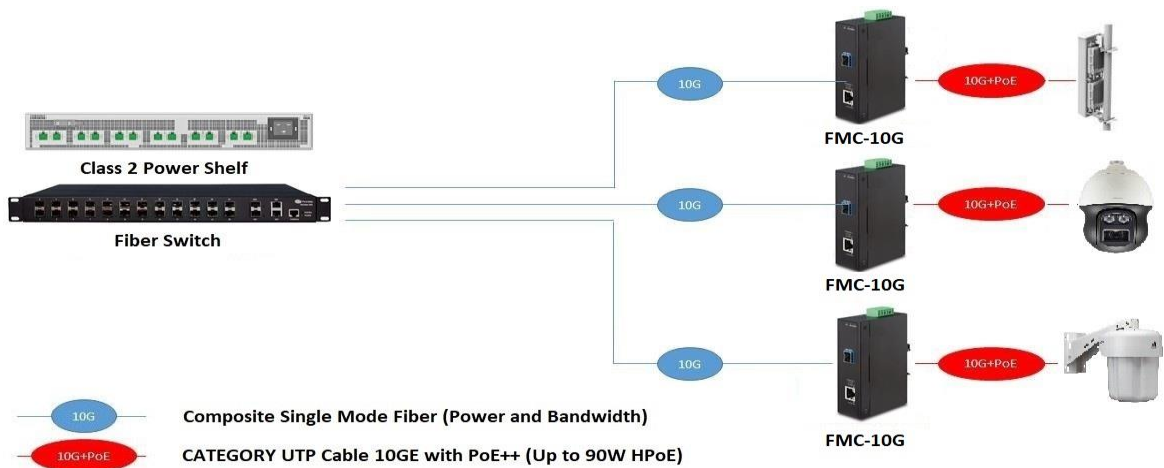 10G
10G+PoE
FMC-10G
Class 2 Power Shelf
10G
10G+PoE
Fiber Switch
FMC-10G
10G
10G+PoE
10G
Composite Single Mode Fiber (Power and Bandwidth)
FMC-10G
10G+PoE
CATEGORY UTP Cable 10GE with PoE++ (Up to 90W HPoE)